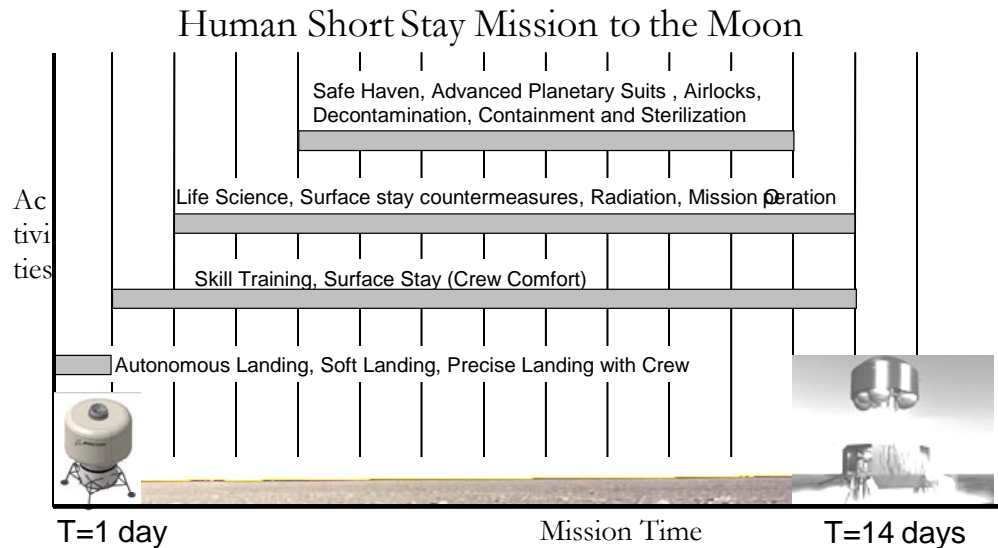 Human Short Stay Mission to the Moon
Safe Haven, Advanced Planetary Suits , Airlocks,
Decontamination, Containment and Sterilization
Life Science, Surface stay countermeasures, Radiation, Mission Operation
Ac
tivi
ties
Skill Training, Surface Stay (Crew Comfort)
Autonomous Landing, Soft Landing, Precise Landing with Crew
T=1 day
Mission Time
T=14 days